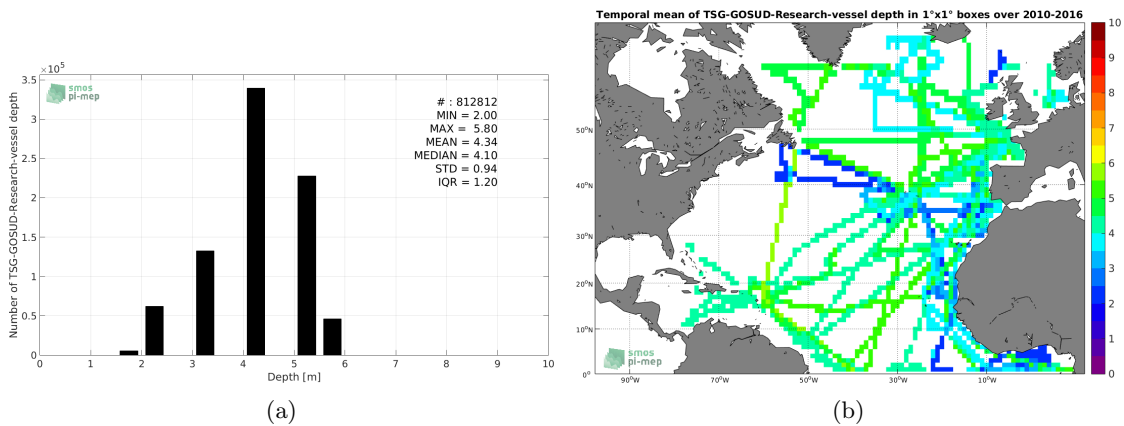 ×10⁵
3.5
3
2.5
2
1.5
1
0.5
0
Number of TSG-GOSUD-Research-vessel depth
smos
pi-mep
# : 812812
MIN = 2.00
MAX = 5.80
MEAN = 4.34
MEDIAN = 4.10
STD = 0.94
IQR = 1.20
0 1 2 3 4 5 6 7 8 9 10
Depth [m]
(a)
Temporal mean of TSG-GOSUD-Research-vessel depth in 1°x1° boxes over 2010-2016
50°N
40°N
30°N
20°N
10°N
0°
smos
pi-mep
90°W 70°W 50°W 30°W 10°W
10
9
8
7
6
5
4
3
2
1
0
(b)